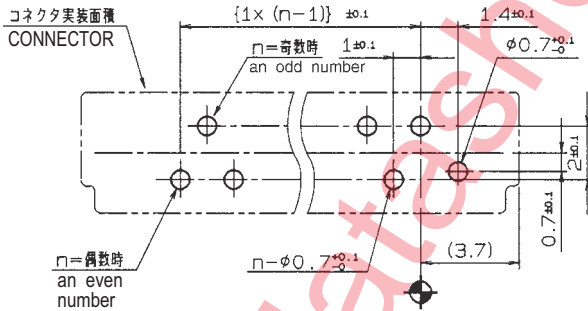 コネクタ実装面積
CONNECTOR
{1×(n-1)} ±0.1
1.4±0.1
n=奇数時
an odd number
1±0.1
φ0.7+0.1 -0
2±0.1
0.7±0.1
(3.7)
n=偶数時
an even
number
n-φ0.7+0.1 -0